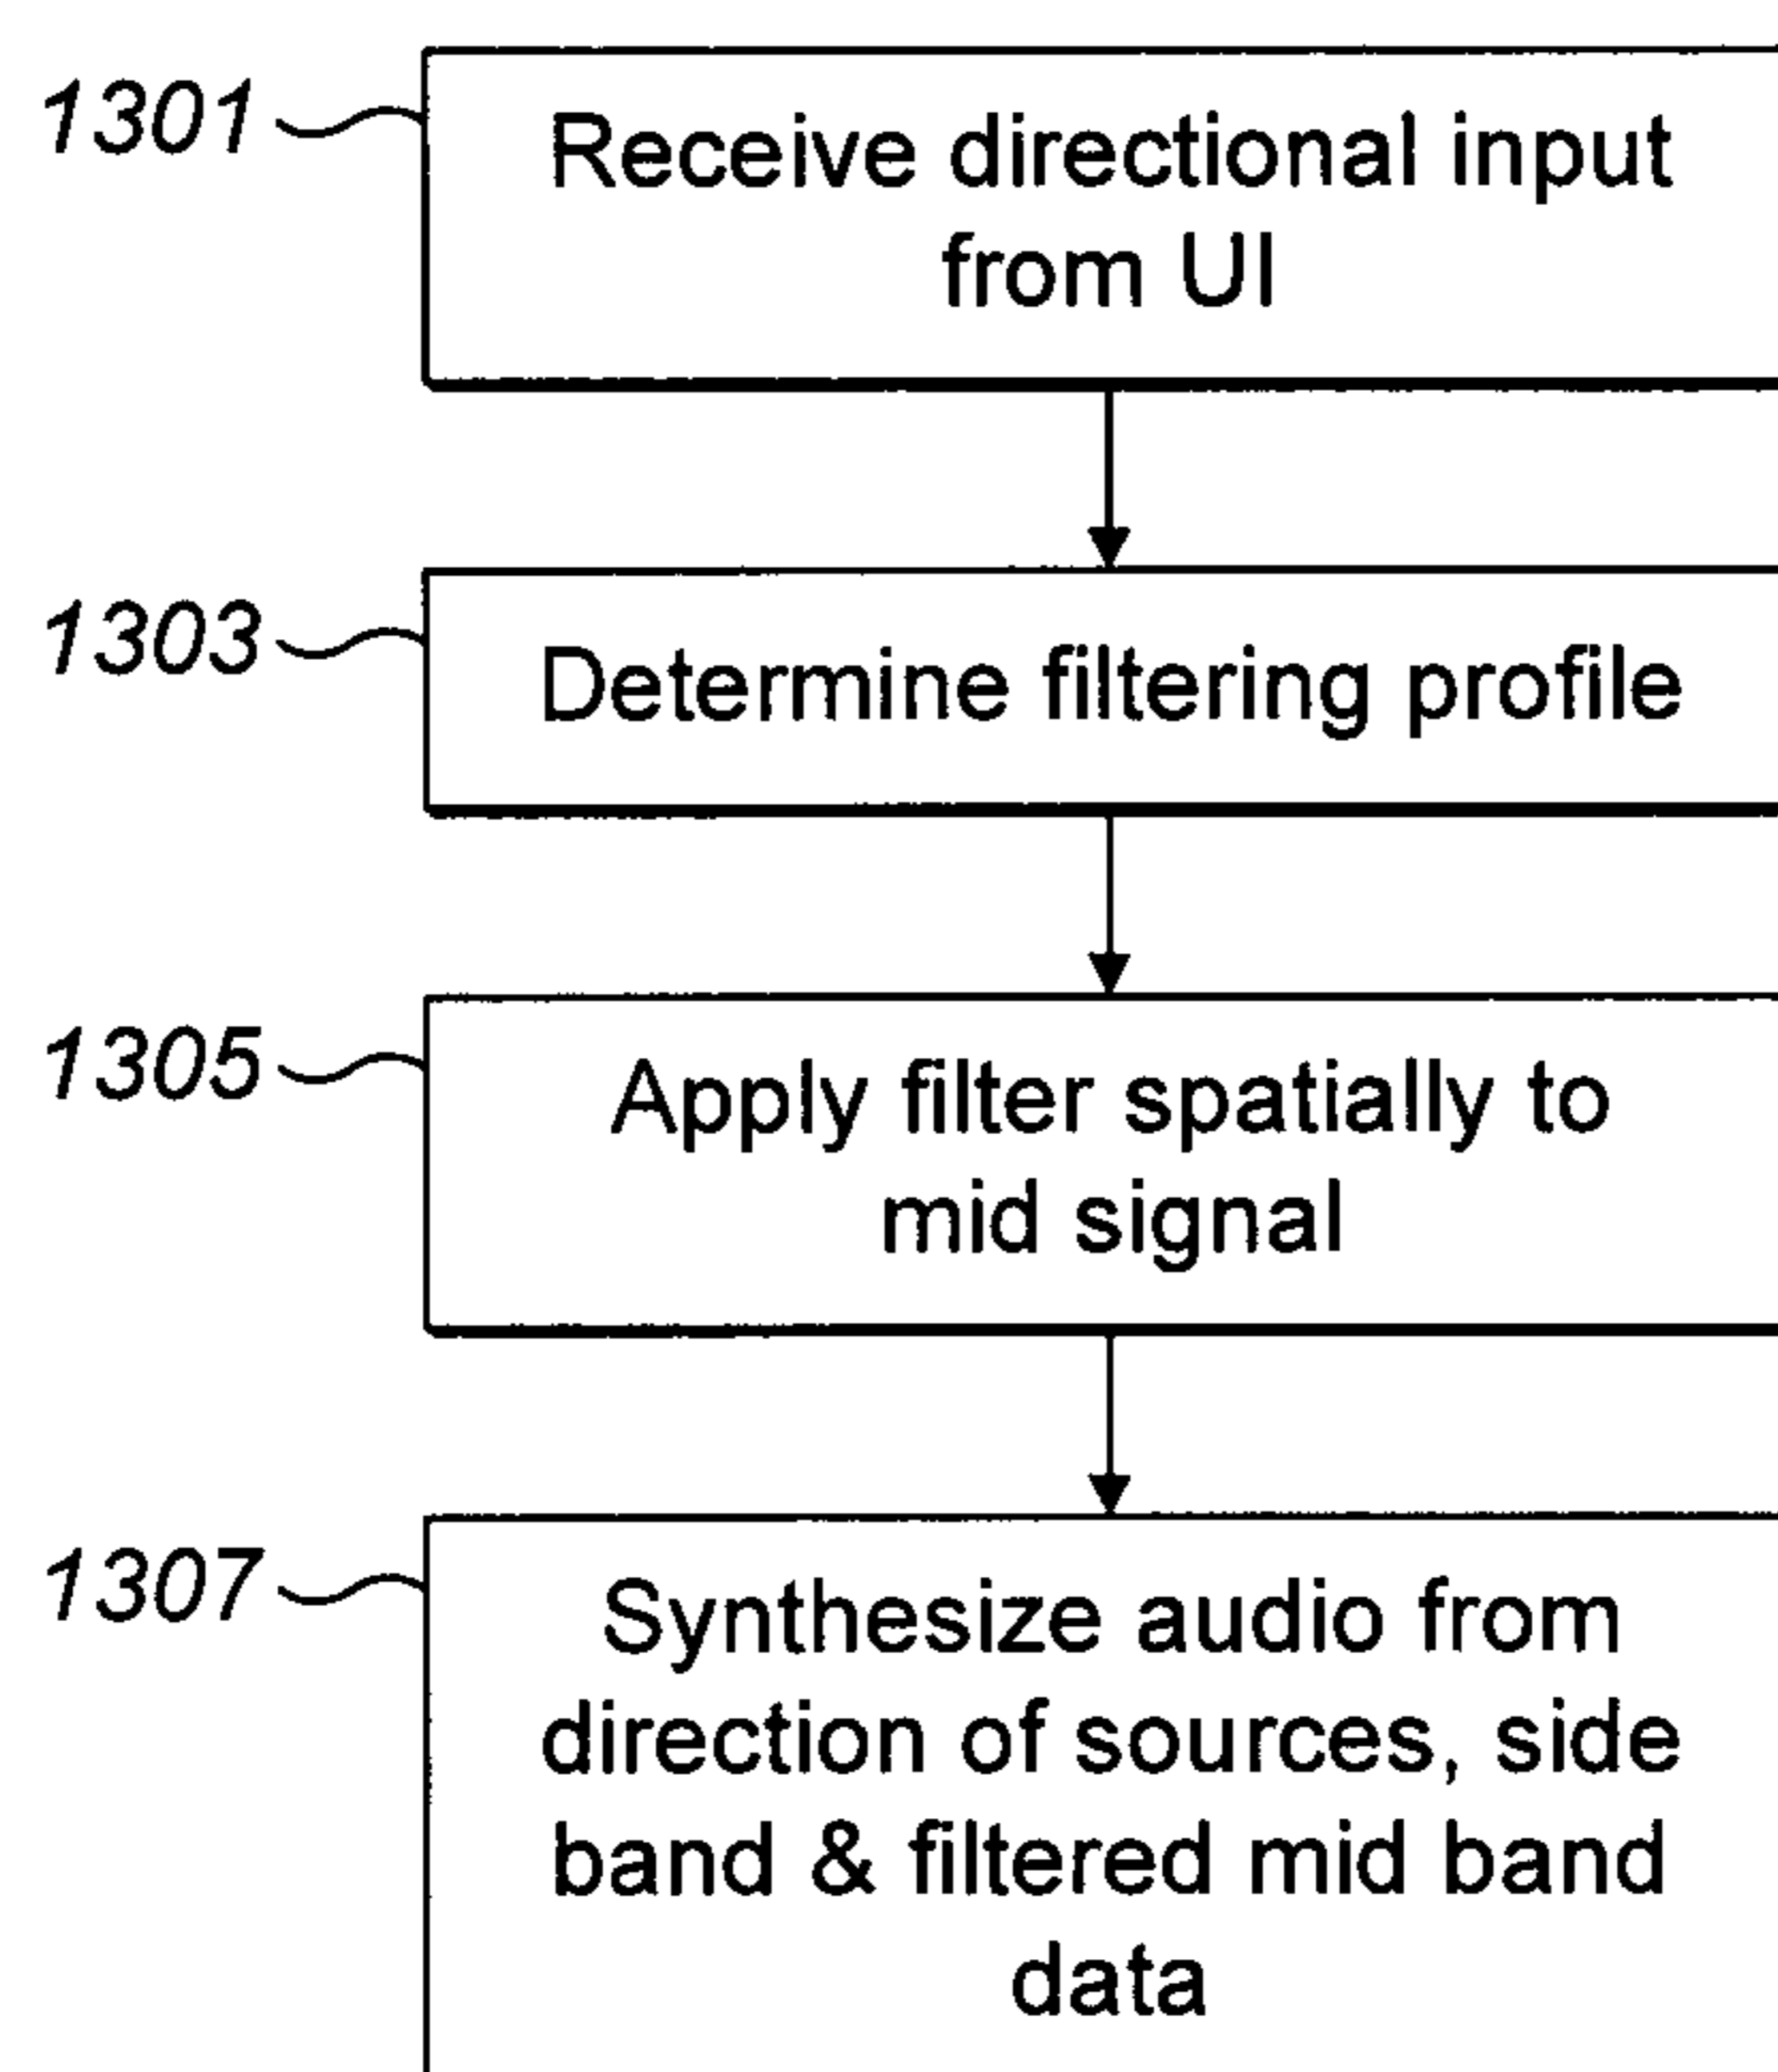 1301
Receive directional input
from UI
1303
Determine filtering profile
1305
Apply filter spatially to
mid signal
1307
Synthesize audio from
direction of sources, side
band & filtered mid band
data